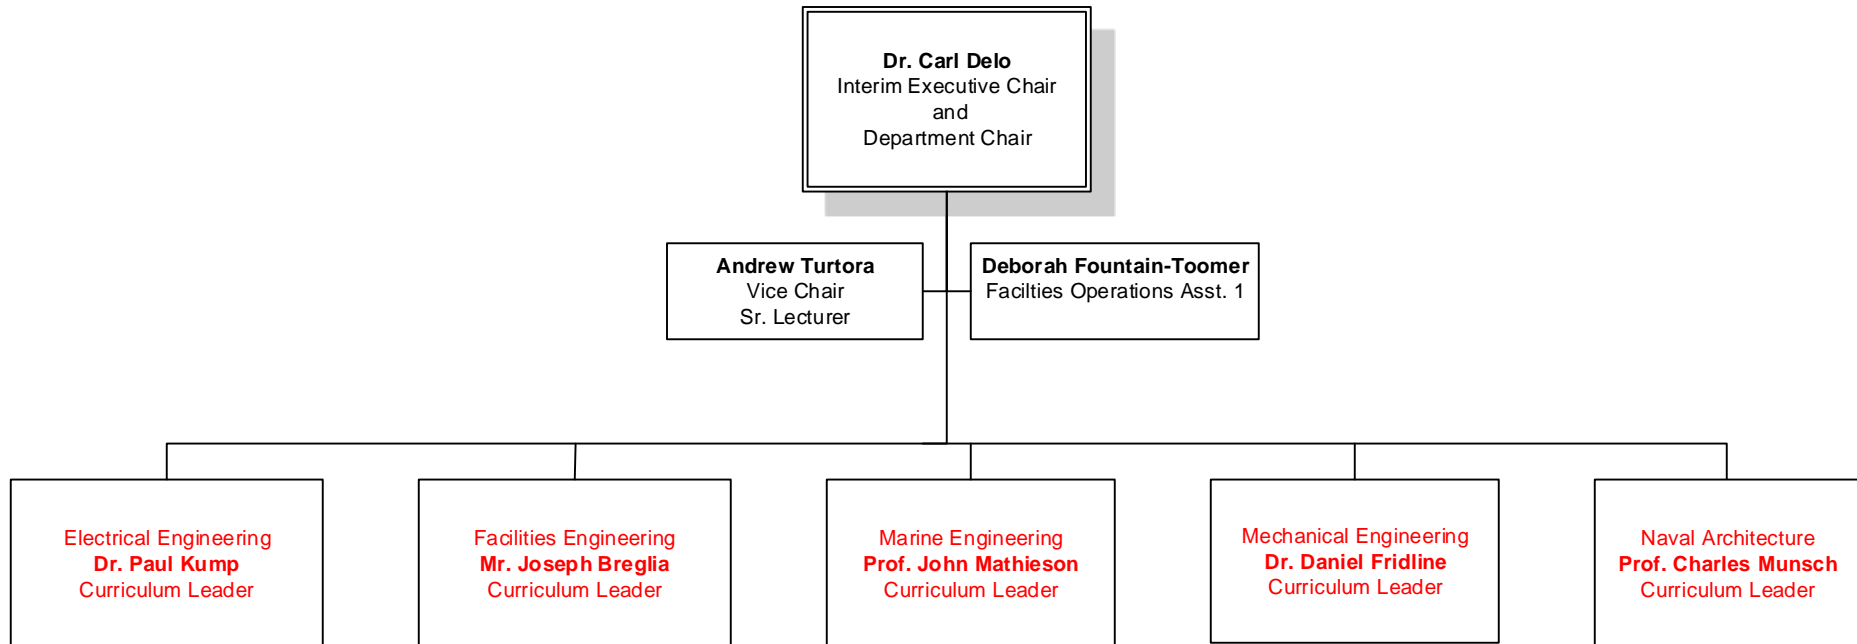 Dr. Carl Delo
Interim Executive Chair
and
Department Chair
Andrew Turtora
Vice Chair
Sr. Lecturer
Deborah Fountain-Toomer
Facilties Operations Asst. 1
Electrical Engineering
Dr. Paul Kump
Curriculum Leader
Facilities Engineering
Mr. Joseph Breglia
Curriculum Leader
Marine Engineering
Prof. John Mathieson
Curriculum Leader
Mechanical Engineering
Dr. Daniel Fridline
Curriculum Leader
Naval Architecture
Prof. Charles Munsch
Curriculum Leader